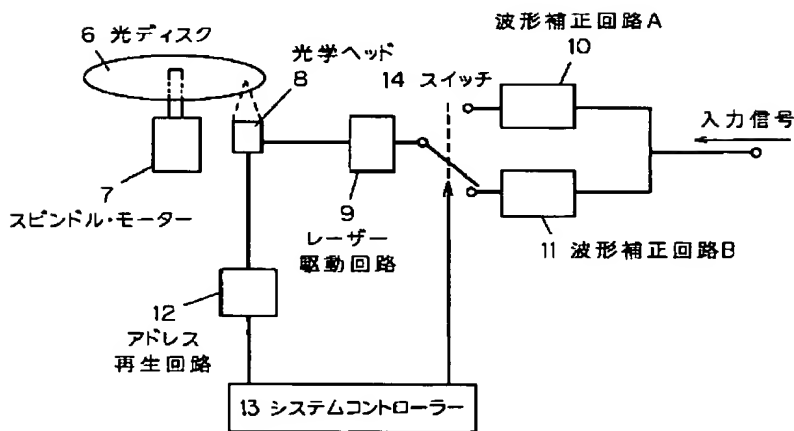 6 光ディスク
光学ヘッド
8
14 スイッチ
波形補正回路A
10
入力信号
7
スピンドル・モーター
9
レーザー
駆動回路
11 波形補正回路B
12
アドレス
再生回路
13 システムコントローラー